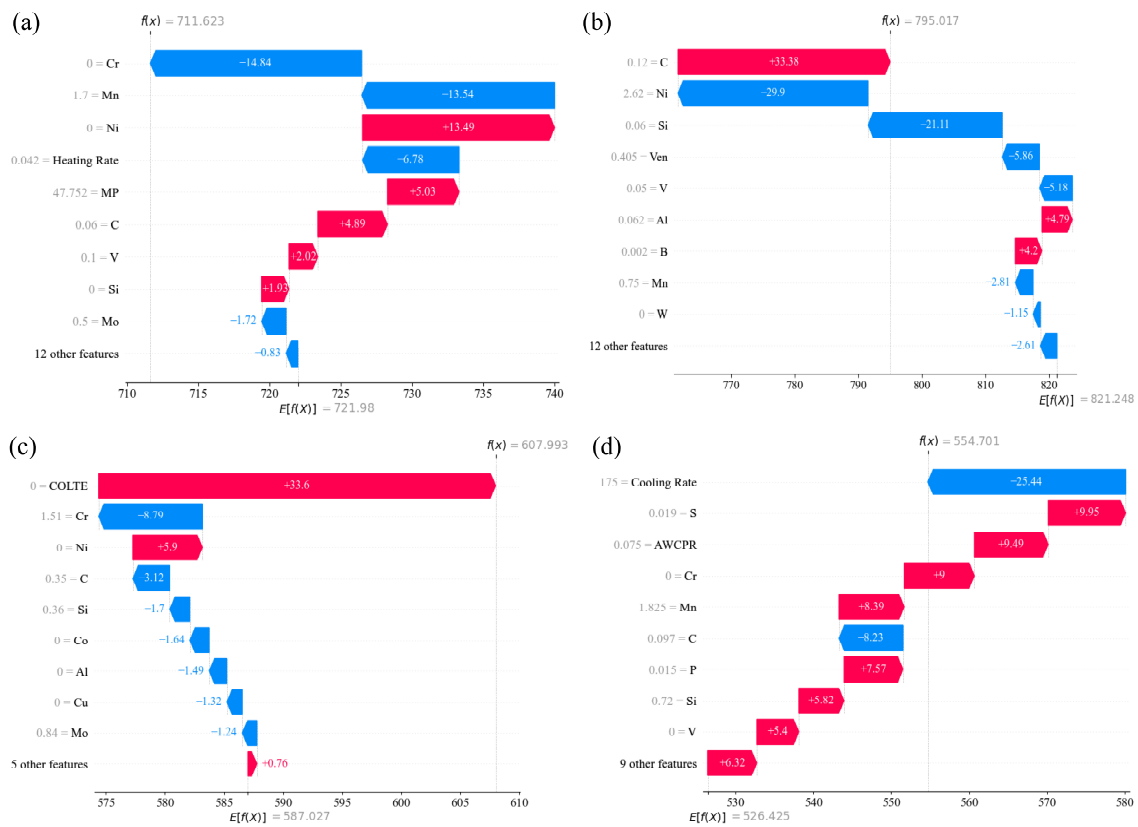 (a)
f(x) = 711.623
0 = Cr
−14.84
1.7 = Mn
−13.54
0 = Ni
+13.49
0.042 = Heating Rate
−6.78
47.752 = MP
+5.03
0.06 = C
+4.89
0.1 = V
+2.02
0 = Si
+1.93
0.5 = Mo
−1.72
12 other features
−0.83
710 715 720 725 730 735 740
E[f(X)] = 721.98
(b)
f(x) = 795.017
0.12 = C
+33.38
2.62 = Ni
−29.9
0.06 = Si
−21.11
0.405 = Ven
−5.86
0.05 = V
−5.18
0.062 = Al
+4.79
0.002 = B
+4.2
0.75 = Mn
2.81
0 = W
−1.15
12 other features
−2.61
770 780 790 800 810 820
E[f(X)] = 821.248
(c)
f(x) = 607.993
0 = COLTE
+33.6
1.51 = Cr
−8.79
0 = Ni
+5.9
0.35 = C
3.12
0.36 = Si
−1.7
0 = Co
−1.64
0 = Al
−1.49
0 = Cu
−1.32
0.84 = Mo
−1.24
5 other features
+0.76
575 580 585 590 595 600 605 610
E[f(X)] = 587.027
(d)
f(x) = 554.701
175 = Cooling Rate
−25.44
0.019 = S
+9.95
0.075 = AWCPR
+9.49
0 = Cr
+9
1.825 = Mn
+8.39
0.097 = C
−8.23
0.015 = P
+7.57
0.72 = Si
+5.82
0 = V
+5.4
9 other features
+6.32
530 540 550 560 570 580
E[f(X)] = 526.425